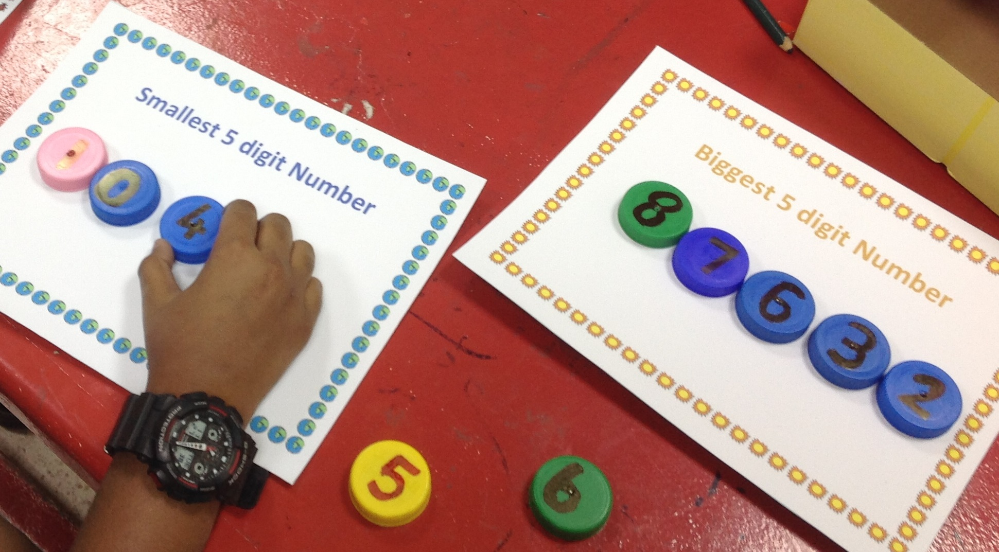 Smallest 5 digit Number
1 0 4
Biggest 5 digit Number
8 7 6 3 2
5
6
PROTECTION
G-SHOCK